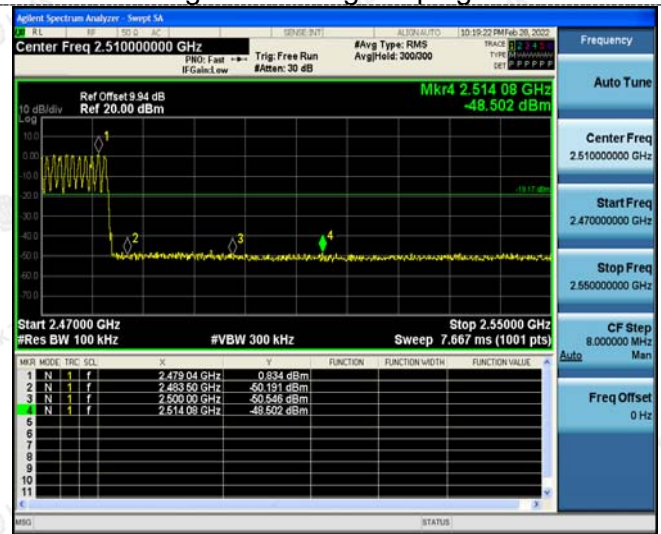 Agilent Spectrum Analyzer - Swept SA
RL RF 50 Ω AC SENSE:INT ALIGNAUTO 10:19:22 PM Feb 28, 2022
Center Freq 2.510000000 GHz
PNO: Fast Trig: Free Run
IFGain:Low #Atten: 30 dB
#Avg Type: RMS
Avg|Hold: 300/300
TRACE 1 2 3 4 5 6
TYPE MWWWWW
DET P P P P P P
Frequency
Auto Tune
Center Freq
2.510000000 GHz
Start Freq
2.470000000 GHz
Stop Freq
2.550000000 GHz
CF Step
8.000000 MHz
Auto Man
Freq Offset
0 Hz
Mkr4 2.514 08 GHz
-48.502 dBm
Ref Offset 9.94 dB
10 dB/div Ref 20.00 dBm
Log
10.0
0.00
-10.0
-20.0
-30.0
-40.0
-50.0
-60.0
-70.0
1
2
3
4
-19.17 dBm
Start 2.47000 GHz Stop 2.55000 GHz
#Res BW 100 kHz #VBW 300 kHz Sweep 7.667 ms (1001 pts)
MKR MODE TRC SCL X Y FUNCTION FUNCTION WIDTH FUNCTION VALUE
1 N 1 f 2.479 04 GHz 0.834 dBm
2 N 1 f 2.483 50 GHz -50.191 dBm
3 N 1 f 2.500 00 GHz -50.546 dBm
4 N 1 f 2.514 08 GHz -48.502 dBm
5
6
7
8
9
10
11
MSG STATUS